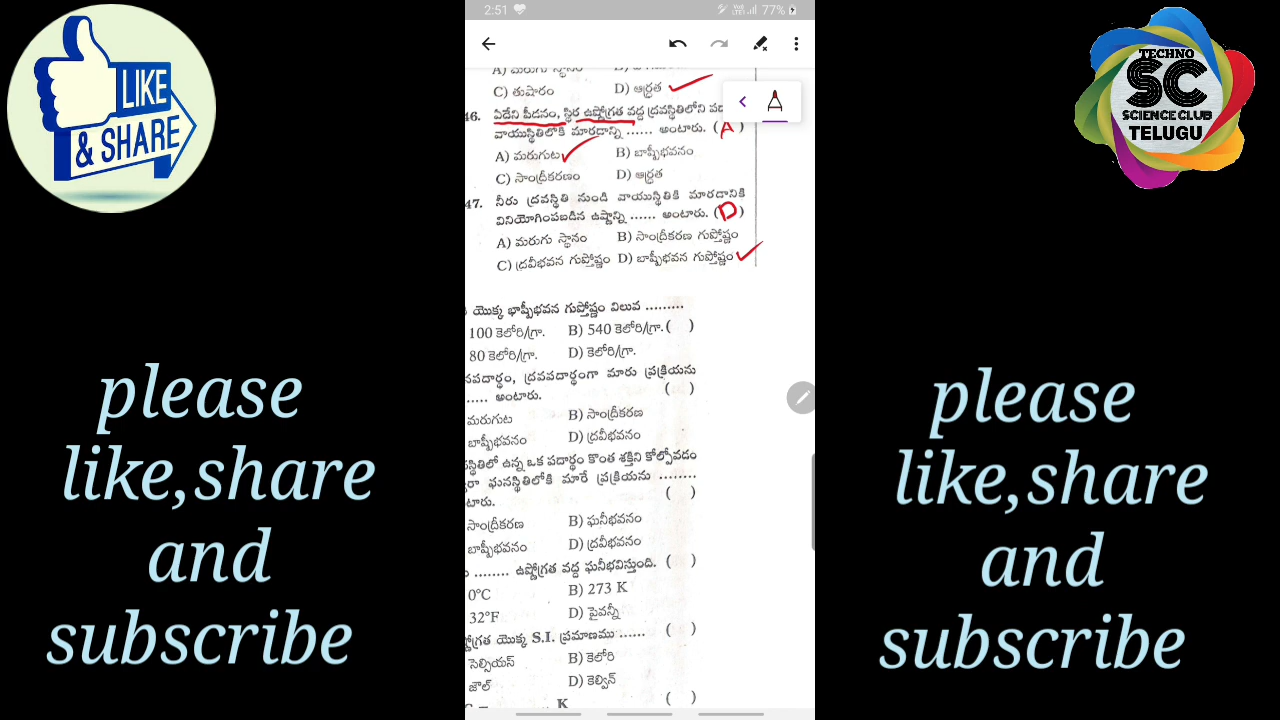 LIKE
& SHARE
please
like,share
and
subscribe
2:51
77%
C) తుషారం D) ఆర్ద్రత
46. ఏదేని పీడనం, స్థిర ఉష్ణోగ్రత వద్ద ద్రవస్థితిలోని
వాయుస్థితిలోకి మారడాన్ని ...... అంటారు. (A)
A) మరుగుట B) బాష్పీభవనం
C) సాంద్రీకరణం D) ఆర్ద్రత
47. నీరు ద్రవస్థితి నుండి వాయుస్థితికి మారడానికి
వినియోగింపబడిన ఉష్ణాన్ని ...... అంటారు. (D)
A) మరుగు స్థానం B) సాంద్రీకరణ గుప్తోష్ణం
C) ద్రవీభవన గుప్తోష్ణం D) బాష్పీభవన గుప్తోష్ణం
యొక్క భాష్పీభవన గుప్తోష్ణం విలువ .........
100 కెలోరి/గ్రా. B) 540 కెలోరి/గ్రా. ( )
80 కెలోరి/గ్రా. D) కెలోరి/గ్రా.
నపదార్థం, ద్రవపదార్థంగా మారు ప్రక్రియను
..... అంటారు. ( )
మరుగుట B) సాంద్రీకరణ
బాష్పీభవనం D) ద్రవీభవనం
స్థితిలో ఉన్న ఒక పదార్థం కొంత శక్తిని కోల్పోవడం
రా ఘనస్థితిలోకి మారే ప్రక్రియను ........
టారు. ( )
సాంద్రీకరణ B) ఘనీభవనం
బాష్పీభవనం D) ద్రవీభవనం
........ ఉష్ణోగ్రత వద్ద ఘనీభవిస్తుంది. ( )
0°C B) 273 K
32°F D) పైవన్నీ
ష్ణోగ్రత యొక్క S.I. ప్రమాణము ...... ( )
సెల్సియస్ B) కెలోరి
జౌల్ D) కెల్విన్
K ( )
TECHNO
SC
SCIENCE CLUB
TELUGU
please
like,share
and
subscribe